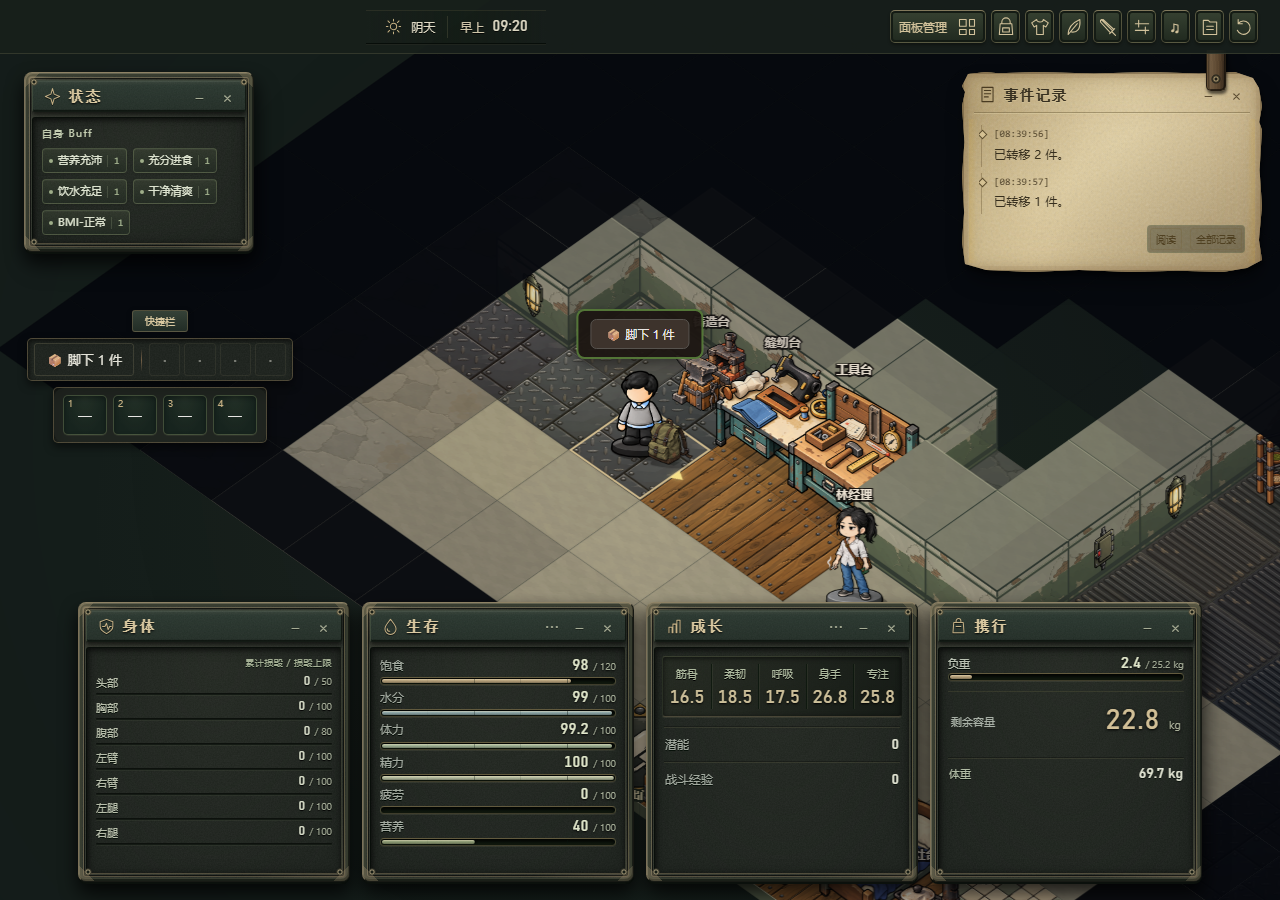 阴天 早上 09:20
面板管理
状态
自身 Buff
营养充沛 1
充分进食 1
饮水充足 1
干净清爽 1
BMI-正常 1
事件记录
[08:39:56]
已转移 2 件。
[08:39:57]
已转移 1 件。
阅读 全部记录
快捷栏
脚下 1 件
1 2 3 4
脚下 1 件
造台
缝纫台
工具台
林经理
身体
累计损毁 / 损毁上限
头部 0 / 50
胸部 0 / 100
腹部 0 / 80
左臂 0 / 100
右臂 0 / 100
左腿 0 / 100
右腿 0 / 100
生存
饱食 98 / 120
水分 99 / 100
体力 99.2 / 100
精力 100 / 100
疲劳 0 / 100
营养 40 / 100
成长
筋骨 柔韧 呼吸 身手 专注
16.5 18.5 17.5 26.8 25.8
潜能 0
战斗经验 0
携行
负重 2.4 / 25.2 kg
剩余容量 22.8 kg
体重 69.7 kg